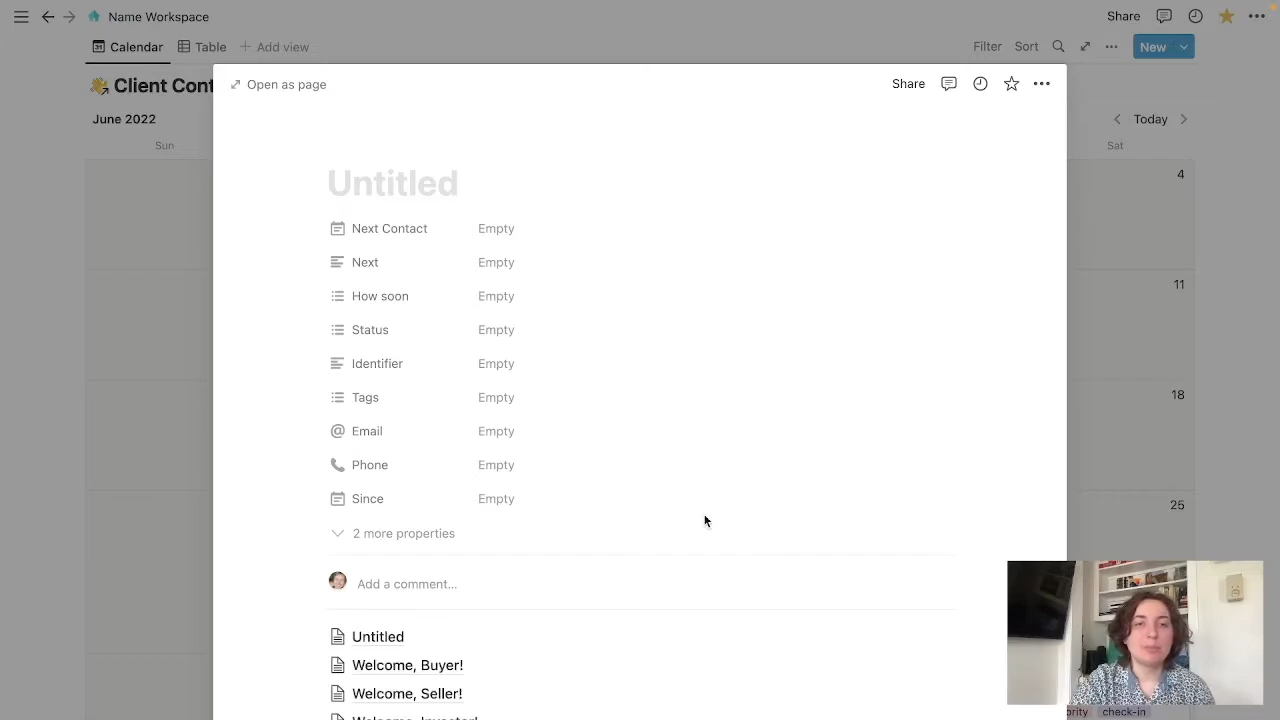 Name Workspace
Share
Calendar Table + Add view
Filter Sort New
Client Cont
June 2022
Today
Sun
Sat
4
11
18
25
Open as page
Share
Untitled
Next Contact Empty
Next Empty
How soon Empty
Status Empty
Identifier Empty
Tags Empty
@ Email Empty
Phone Empty
Since Empty
2 more properties
Add a comment...
Untitled
Welcome, Buyer!
Welcome, Seller!
Welcome, Investor!
check-in